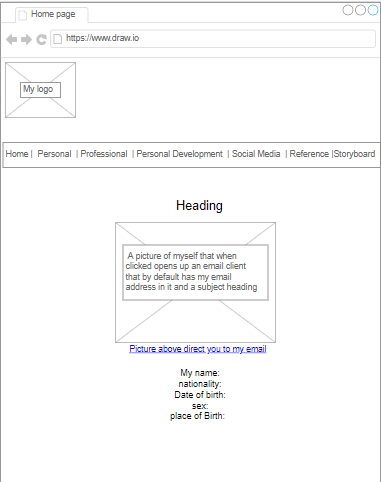 Home page
https://www.draw.io
My logo
Home | Personal | Professional | Personal Development | Social Media | Reference |Storyboard
Heading
A picture of myself that when
clicked opens up an email client
that by default has my email
address in it and a subject heading
Picture above direct you to my email
My name:
nationality:
Date of birth:
sex:
place of Birth: